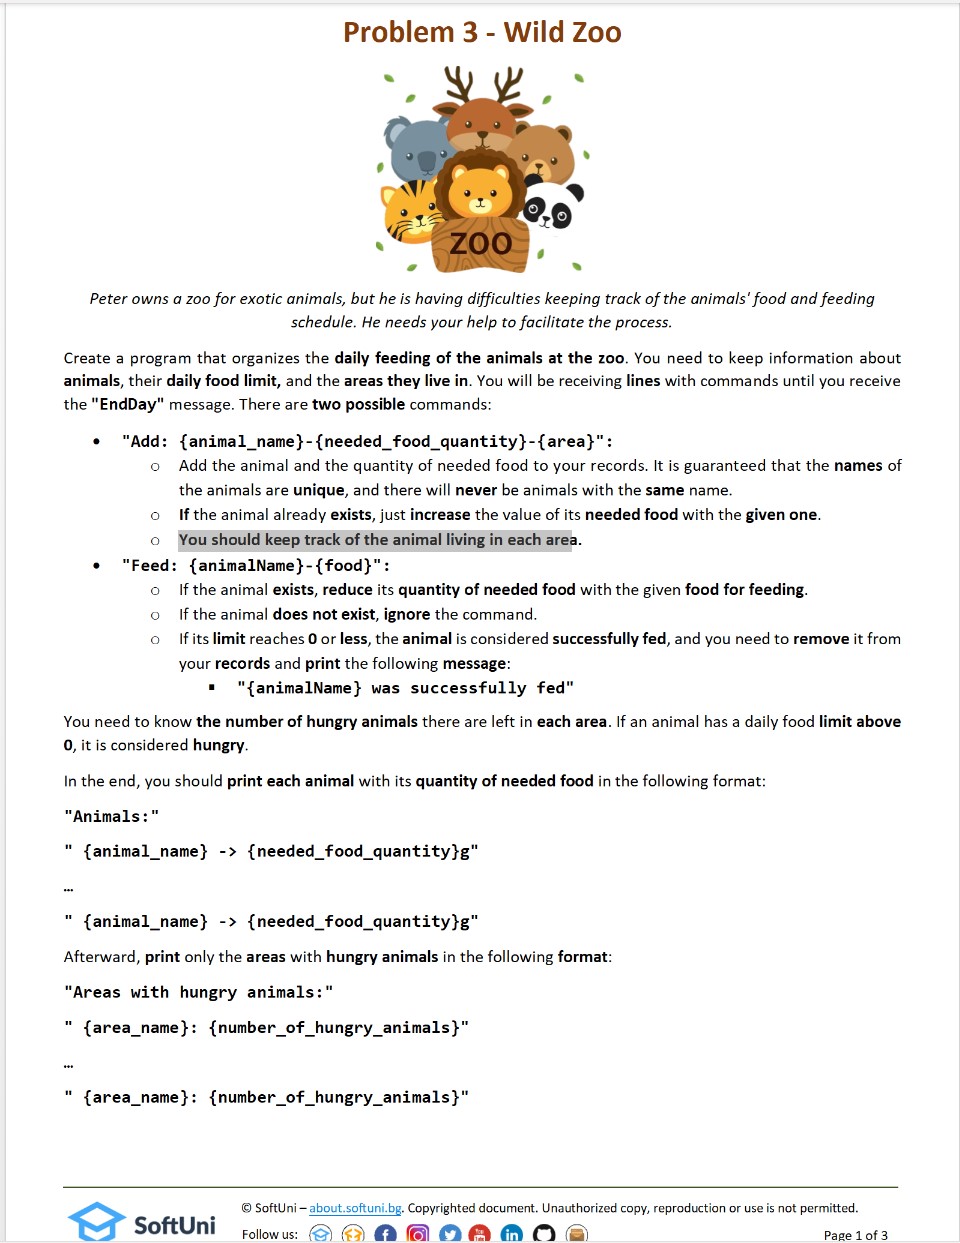 Problem 3 - Wild Zoo
ZOO
Peter owns a zoo for exotic animals, but he is having difficulties keeping track of the animals' food and feeding
schedule. He needs your help to facilitate the process.
Create a program that organizes the daily feeding of the animals at the zoo. You need to keep information about
animals, their daily food limit, and the areas they live in. You will be receiving lines with commands until you receive
the "EndDay" message. There are two possible commands:
• "Add: {animal_name}-{needed_food_quantity}-{area}":
o Add the animal and the quantity of needed food to your records. It is guaranteed that the names of
the animals are unique, and there will never be animals with the same name.
o If the animal already exists, just increase the value of its needed food with the given one.
o You should keep track of the animal living in each area.
• "Feed: {animalName}-{food}":
o If the animal exists, reduce its quantity of needed food with the given food for feeding.
o If the animal does not exist, ignore the command.
o If its limit reaches 0 or less, the animal is considered successfully fed, and you need to remove it from
your records and print the following message:
▪ "{animalName} was successfully fed"
You need to know the number of hungry animals there are left in each area. If an animal has a daily food limit above
0, it is considered hungry.
In the end, you should print each animal with its quantity of needed food in the following format:
"Animals:"
" {animal_name} -> {needed_food_quantity}g"
…
" {animal_name} -> {needed_food_quantity}g"
Afterward, print only the areas with hungry animals in the following format:
"Areas with hungry animals:"
" {area_name}: {number_of_hungry_animals}"
…
" {area_name}: {number_of_hungry_animals}"
SoftUni
© SoftUni – about.softuni.bg. Copyrighted document. Unauthorized copy, reproduction or use is not permitted.
Follow us:
Page 1 of 3